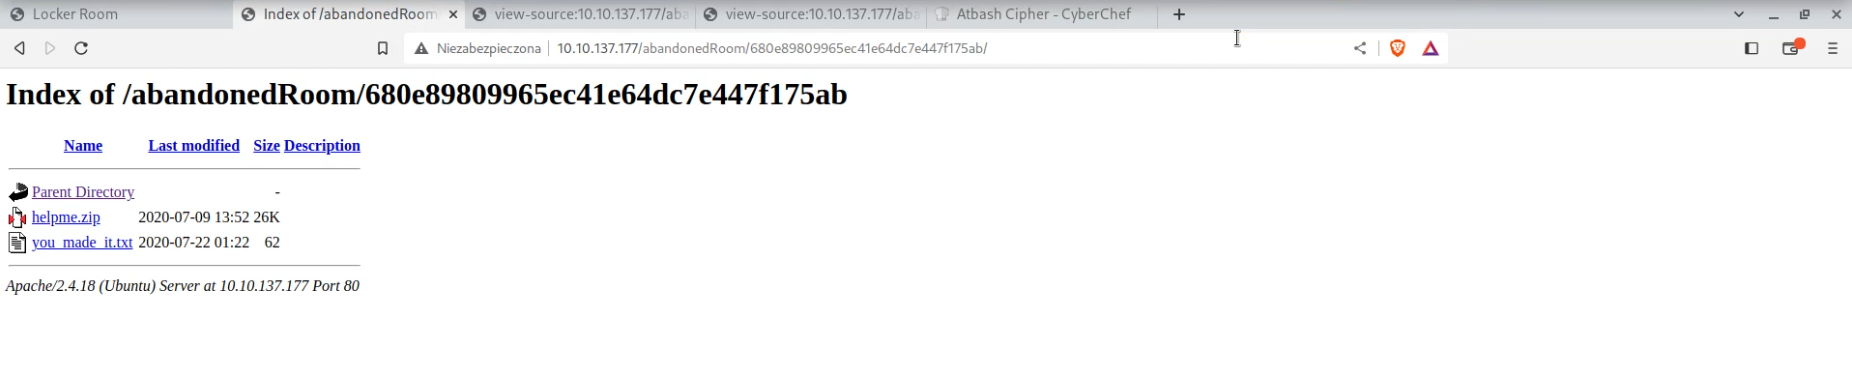 Locker Room
Index of /abandonedRoom
view-source:10.10.137.177/aba
view-source:10.10.137.177/aba
Atbash Cipher - CyberChef
Niezabezpieczona
10.10.137.177/abandonedRoom/680e89809965ec41e64dc7e447f175ab/
Index of /abandonedRoom/680e89809965ec41e64dc7e447f175ab
Name Last modified Size Description
Parent Directory -
helpme.zip 2020-07-09 13:52 26K
you_made_it.txt 2020-07-22 01:22 62
Apache/2.4.18 (Ubuntu) Server at 10.10.137.177 Port 80